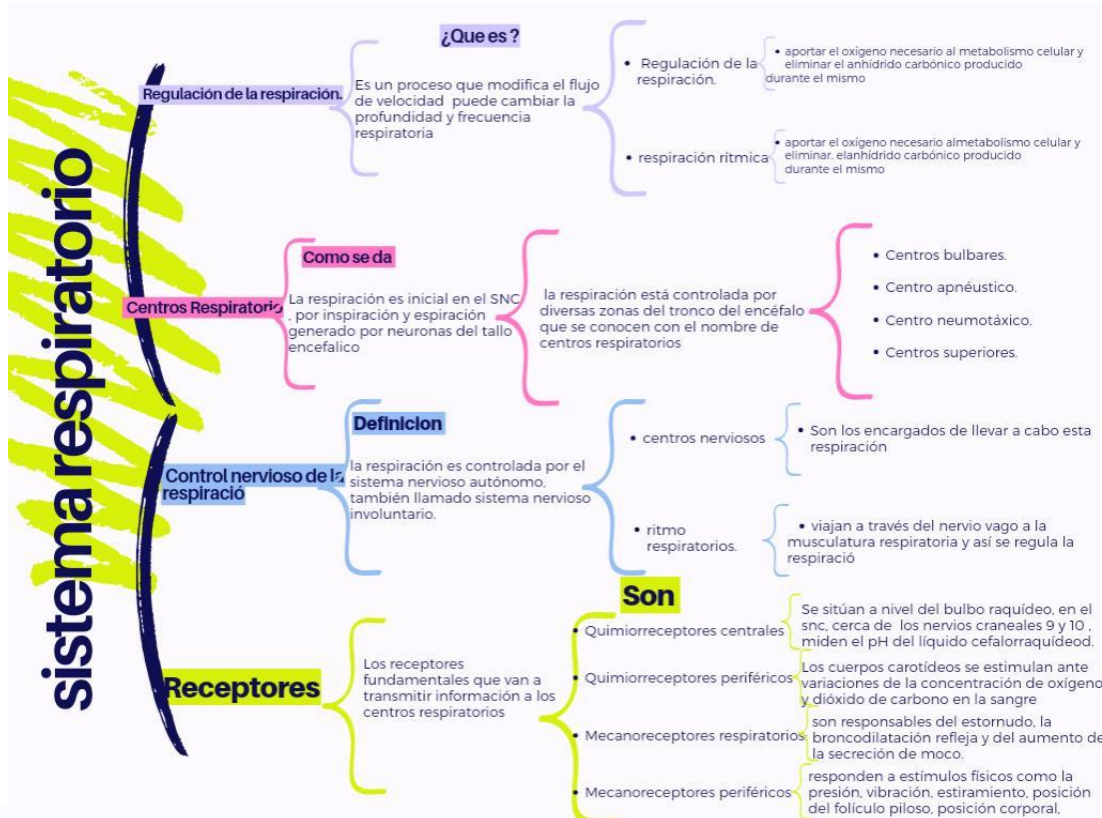 sistema respiratorio
Regulación de la respiración.
¿Que es ?
Es un proceso que modifica el flujo
de velocidad puede cambiar la
profundidad y frecuencia
respiratoria
• Regulación de la
respiración.
• aportar el oxígeno necesario al metabolismo celular y
eliminar el anhídrido carbónico producido
durante el mismo
• respiración rítmica
• aportar el oxígeno necesario almetabolismo celular y
eliminar. elanhídrido carbónico producido
durante el mismo
Centros Respiratorio
Como se da
La respiración es inicial en el SNC
, por inspiración y espiración
generado por neuronas del tallo
encefalico
la respiración está controlada por
diversas zonas del tronco del encéfalo
que se conocen con el nombre de
centros respiratorios
• Centros bulbares.
• Centro apnéustico.
• Centro neumotáxico.
• Centros superiores.
Control nervioso de la
respiració
Definicion
la respiración es controlada por el
sistema nervioso autónomo,
también llamado sistema nervioso
involuntario.
• centros nerviosos
• Son los encargados de llevar a cabo esta
respiración
• ritmo
respiratorios.
• viajan a través del nervio vago a la
musculatura respiratoria y así se regula la
respiració
Receptores
Los receptores
fundamentales que van a
transmitir información a los
centros respiratorios
Son
• Quimiorreceptores centrales
Se sitúan a nivel del bulbo raquídeo, en el
snc, cerca de los nervios craneales 9 y 10 ,
miden el pH del líquido cefalorraquídeod.
• Quimiorreceptores periféricos
Los cuerpos carotídeos se estimulan ante
variaciones de la concentración de oxígeno
y dióxido de carbono en la sangre
• Mecanoreceptores respiratorios
son responsables del estornudo, la
broncodilatación refleja y del aumento de
la secreción de moco.
• Mecanoreceptores periféricos
responden a estímulos físicos como la
presión, vibración, estiramiento, posición
del folículo piloso, posición corporal,